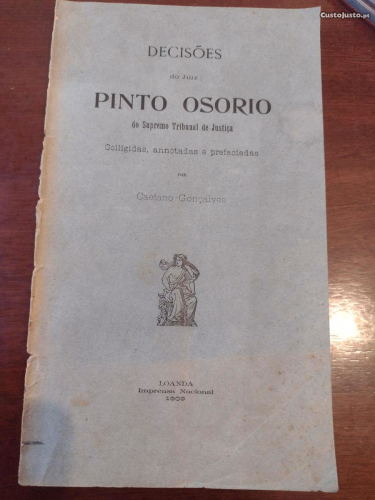 CustoJusto.pt
DECISÕES
do Juiz
PINTO OSORIO
do Supremo Tribunal de Justiça
Colligidas, annotadas e prefaciadas
POR
Caetano Gonçalves
LOANDA
Imprensa Nacional
1909